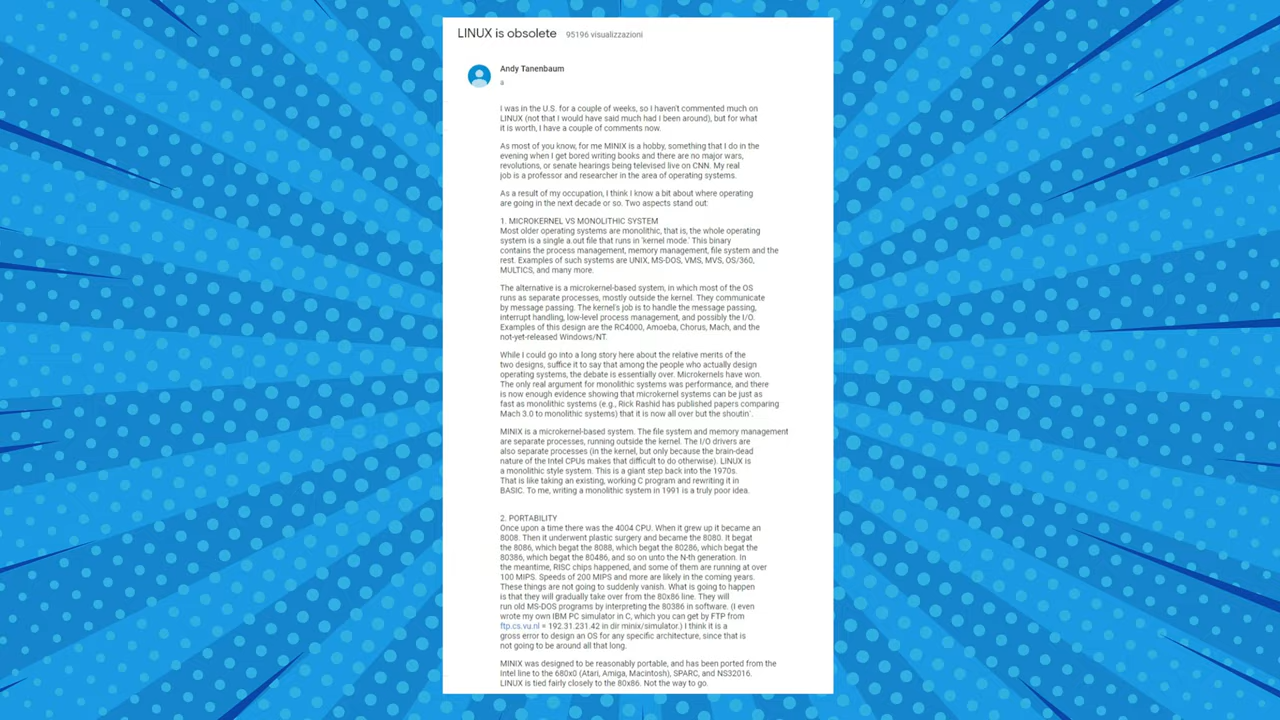 LINUX is obsolete 95196 visualizzazioni
Andy Tanenbaum
a
I was in the U.S. for a couple of weeks, so I haven't commented much on
LINUX (not that I would have said much had I been around), but for what
it is worth, I have a couple of comments now.
As most of you know, for me MINIX is a hobby, something that I do in the
evening when I get bored writing books and there are no major wars,
revolutions, or senate hearings being televised live on CNN. My real
job is a professor and researcher in the area of operating systems.
As a result of my occupation, I think I know a bit about where operating
are going in the next decade or so. Two aspects stand out:
1. MICROKERNEL VS MONOLITHIC SYSTEM
Most older operating systems are monolithic, that is, the whole operating
system is a single a.out file that runs in 'kernel mode.' This binary
contains the process management, memory management, file system and the
rest. Examples of such systems are UNIX, MS-DOS, VMS, MVS, OS/360,
MULTICS, and many more.
The alternative is a microkernel-based system, in which most of the OS
runs as separate processes, mostly outside the kernel. They communicate
by message passing. The kernel's job is to handle the message passing,
interrupt handling, low-level process management, and possibly the I/O.
Examples of this design are the RC4000, Amoeba, Chorus, Mach, and the
not-yet-released Windows/NT.
While I could go into a long story here about the relative merits of the
two designs, suffice it to say that among the people who actually design
operating systems, the debate is essentially over. Microkernels have won.
The only real argument for monolithic systems was performance, and there
is now enough evidence showing that microkernel systems can be just as
fast as monolithic systems (e.g., Rick Rashid has published papers comparing
Mach 3.0 to monolithic systems) that it is now all over but the shoutin`.
MINIX is a microkernel-based system. The file system and memory management
are separate processes, running outside the kernel. The I/O drivers are
also separate processes (in the kernel, but only because the brain-dead
nature of the Intel CPUs makes that difficult to do otherwise). LINUX is
a monolithic style system. This is a giant step back into the 1970s.
That is like taking an existing, working C program and rewriting it in
BASIC. To me, writing a monolithic system in 1991 is a truly poor idea.
2. PORTABILITY
Once upon a time there was the 4004 CPU. When it grew up it became an
8008. Then it underwent plastic surgery and became the 8080. It begat
the 8086, which begat the 8088, which begat the 80286, which begat the
80386, which begat the 80486, and so on unto the N-th generation. In
the meantime, RISC chips happened, and some of them are running at over
100 MIPS. Speeds of 200 MIPS and more are likely in the coming years.
These things are not going to suddenly vanish. What is going to happen
is that they will gradually take over from the 80x86 line. They will
run old MS-DOS programs by interpreting the 80386 in software. (I even
wrote my own IBM PC simulator in C, which you can get by FTP from
ftp.cs.vu.nl = 192.31.231.42 in dir minix/simulator.) I think it is a
gross error to design an OS for any specific architecture, since that is
not going to be around all that long.
MINIX was designed to be reasonably portable, and has been ported from the
Intel line to the 680x0 (Atari, Amiga, Macintosh), SPARC, and NS32016.
LINUX is tied fairly closely to the 80x86. Not the way to go.